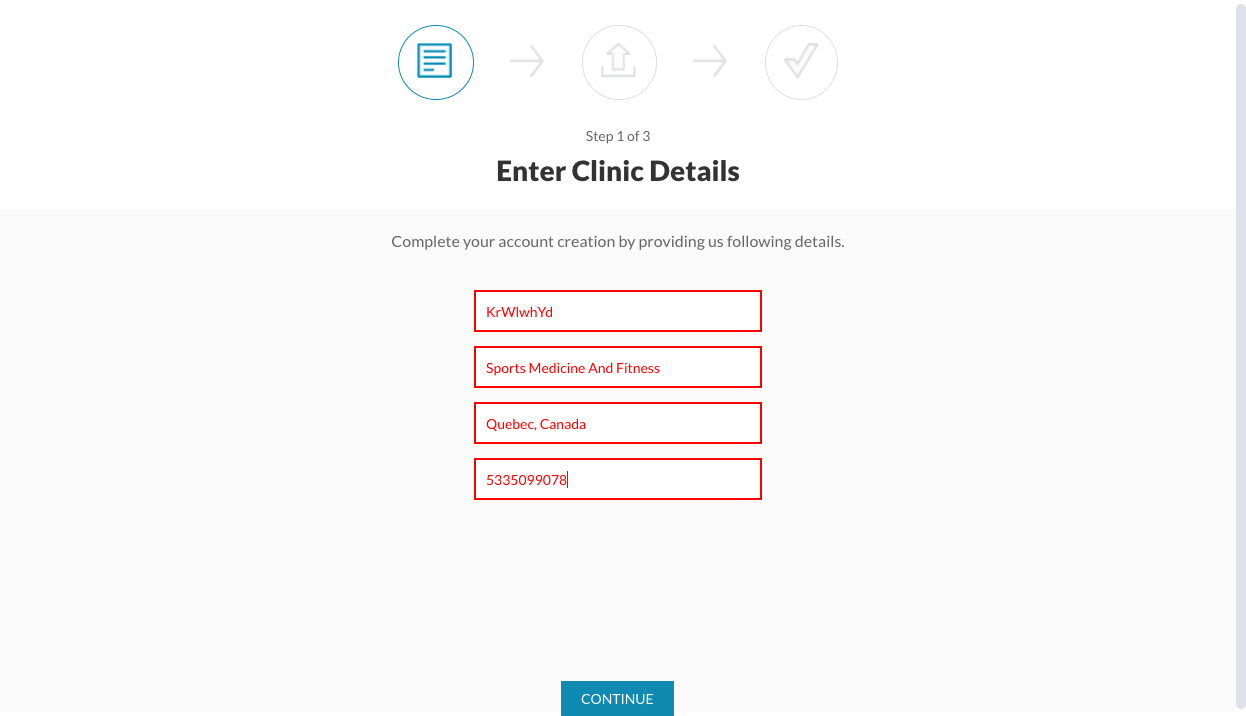 Step 1 of 3
Enter Clinic Details
Complete your account creation by providing us following details.
KrWlwhYd
Sports Medicine And Fitness
Quebec, Canada
5335099078
CONTINUE